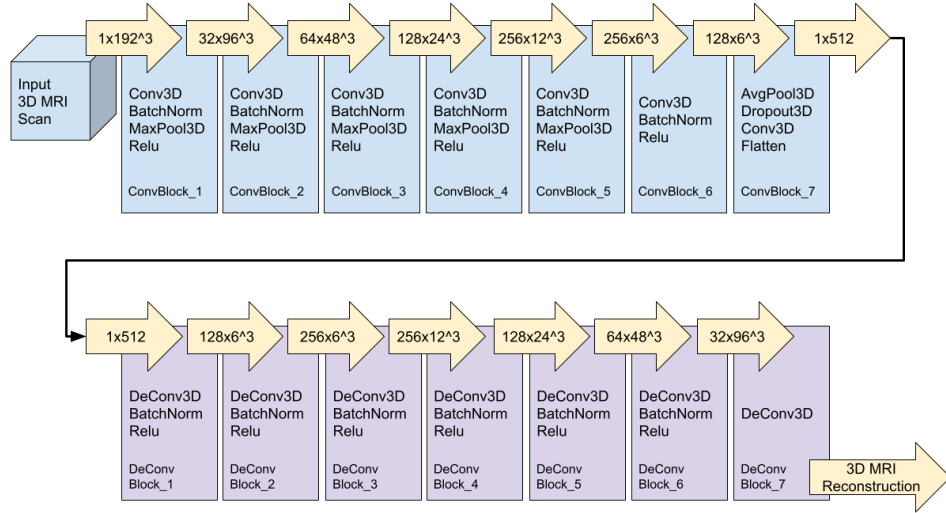 1x192^3
32x96^3
64x48^3
128x24^3
256x12^3
256x6^3
128x6^3
1x512
Input
3D MRI
Scan
Conv3D
BatchNorm
MaxPool3D
Relu
ConvBlock_1
Conv3D
BatchNorm
MaxPool3D
Relu
ConvBlock_2
Conv3D
BatchNorm
MaxPool3D
Relu
ConvBlock_3
Conv3D
BatchNorm
MaxPool3D
Relu
ConvBlock_4
Conv3D
BatchNorm
MaxPool3D
Relu
ConvBlock_5
Conv3D
BatchNorm
Relu
ConvBlock_6
AvgPool3D
Dropout3D
Conv3D
Flatten
ConvBlock_7
1x512
128x6^3
256x6^3
256x12^3
128x24^3
64x48^3
32x96^3
DeConv3D
BatchNorm
Relu
DeConv
Block_1
DeConv3D
BatchNorm
Relu
DeConv
Block_2
DeConv3D
BatchNorm
Relu
DeConv
Block_3
DeConv3D
BatchNorm
Relu
DeConv
Block_4
DeConv3D
BatchNorm
Relu
DeConv
Block_5
DeConv3D
BatchNorm
Relu
DeConv
Block_6
DeConv3D
DeConv
Block_7
3D MRI
Reconstruction